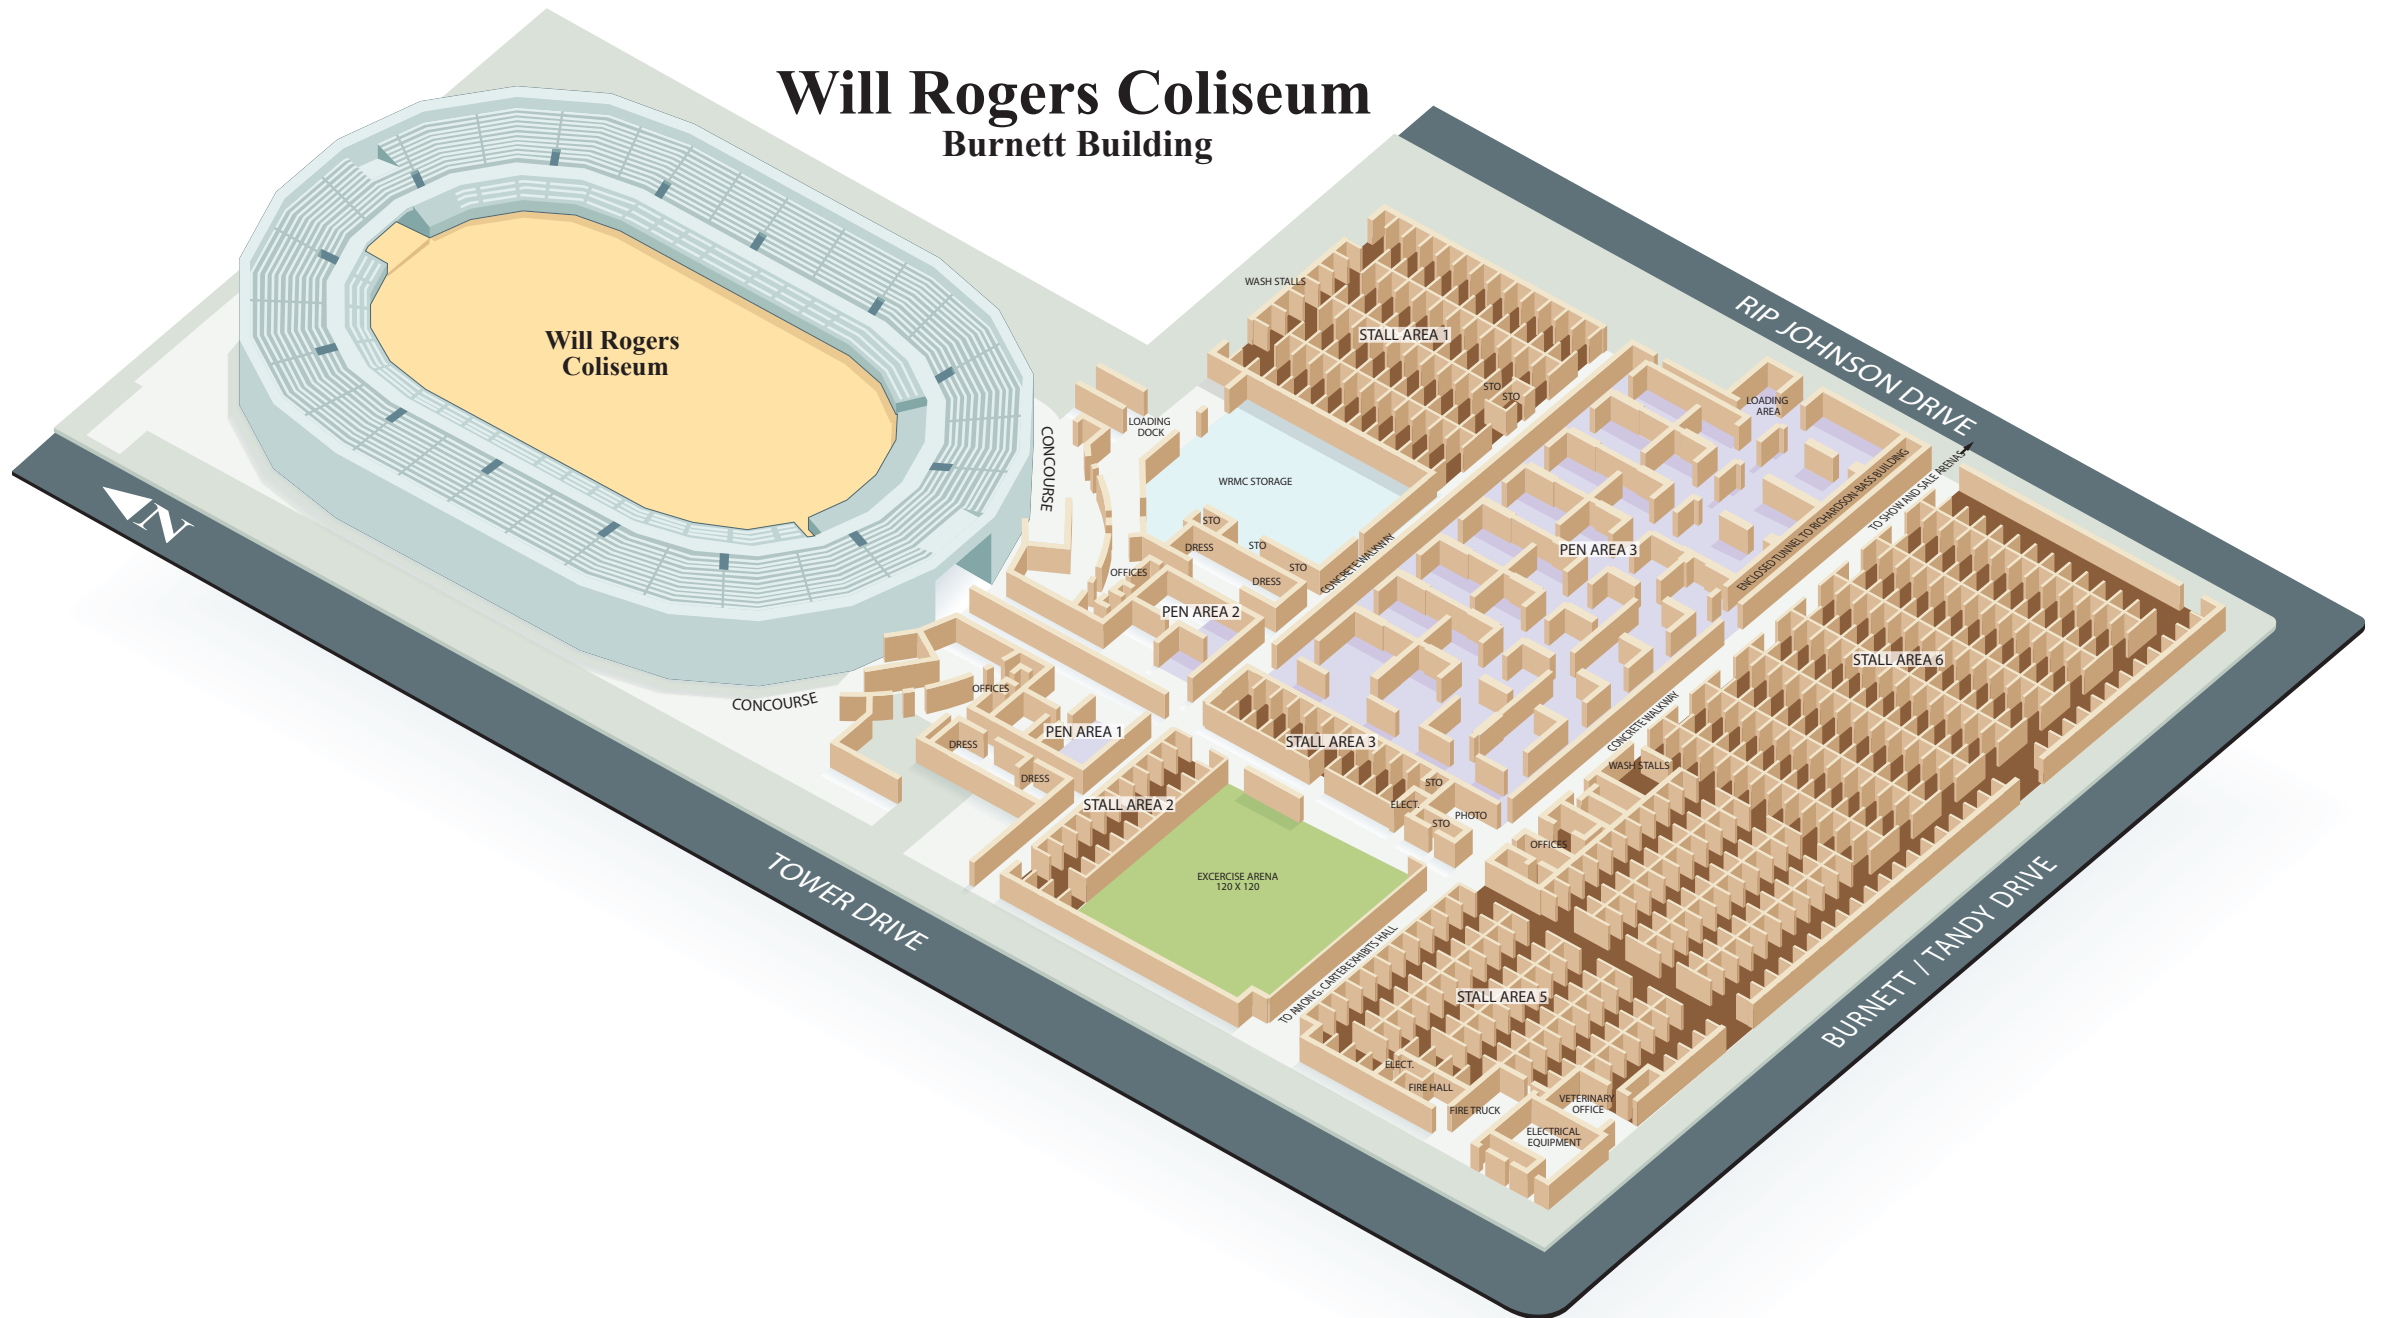 Will Rogers Coliseum
Burnett Building
Will Rogers
Coliseum
WASH STALLS
STALL AREA 1
STO
STO
RIP JOHNSON DRIVE
LOADING
AREA
LOADING
DOCK
CONCOURSE
WRMC STORAGE
STO
DRESS
STO
STO
DRESS
OFFICES
PEN AREA 2
CONCRETE WALKWAY
PEN AREA 3
ENCLOSED TUNNEL TO RICHARDSON-BASS BUILDING
TO SHOW AND SALE ARENAS
STALL AREA 6
N
CONCOURSE
OFFICES
PEN AREA 1
DRESS
DRESS
STALL AREA 2
STALL AREA 3
STO
ELECT.
STO
PHOTO
CONCRETE WALKWAY
WASH STALLS
OFFICES
EXCERCISE ARENA
120 X 120
TOWER DRIVE
TO AMON G. CARTER EXHIBITS HALL
STALL AREA 5
ELECT.
FIRE HALL
FIRE TRUCK
VETERINARY
OFFICE
ELECTRICAL
EQUIPMENT
BURNETT / TANDY DRIVE